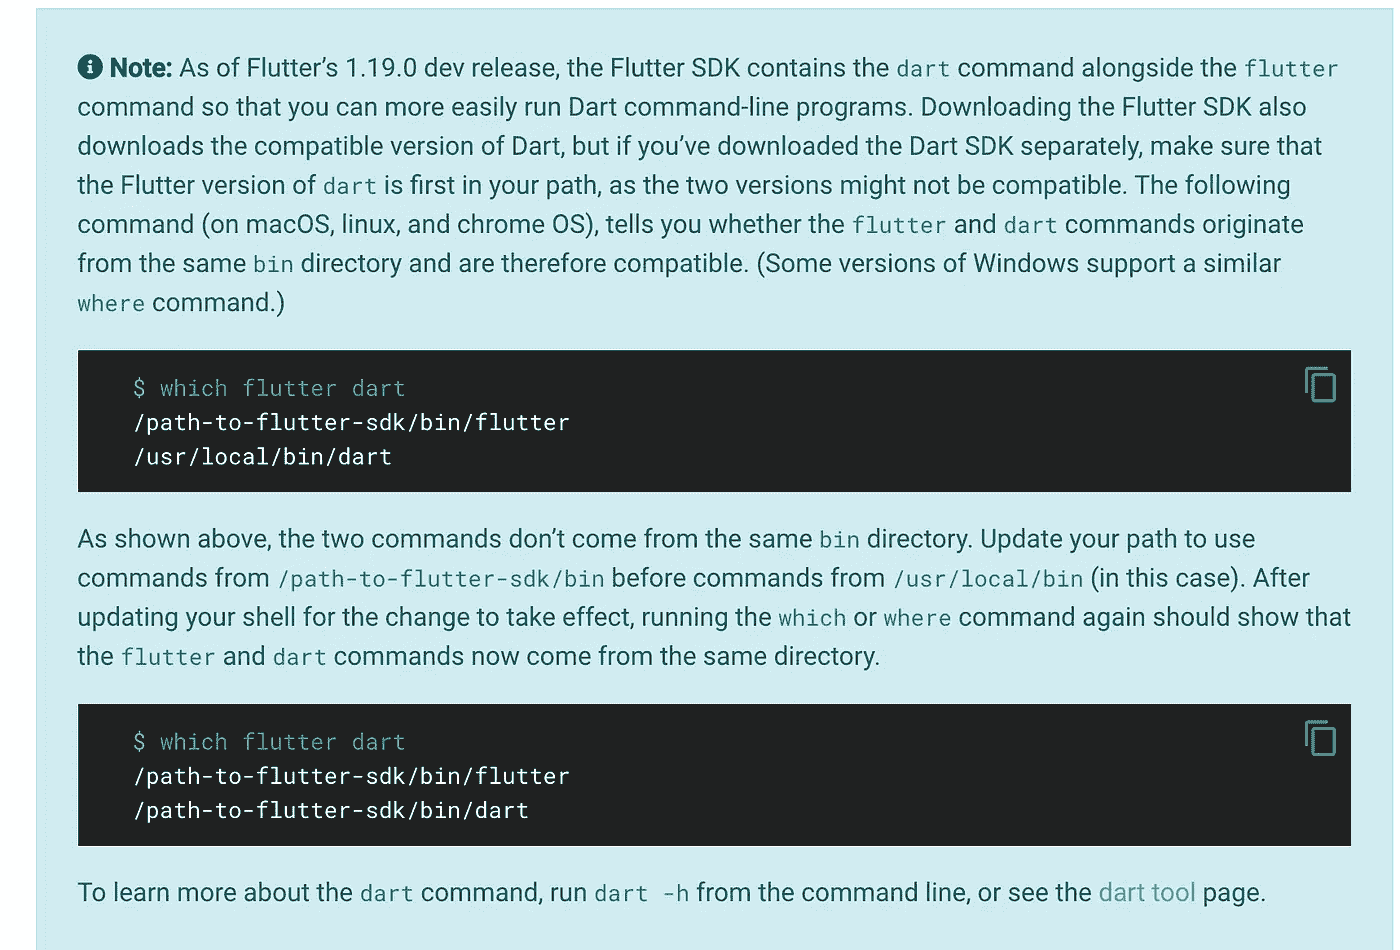 Note: As of Flutter’s 1.19.0 dev release, the Flutter SDK contains the dart command alongside the flutter
command so that you can more easily run Dart command-line programs. Downloading the Flutter SDK also
downloads the compatible version of Dart, but if you’ve downloaded the Dart SDK separately, make sure that
the Flutter version of dart is first in your path, as the two versions might not be compatible. The following
command (on macOS, linux, and chrome OS), tells you whether the flutter and dart commands originate
from the same bin directory and are therefore compatible. (Some versions of Windows support a similar
where command.)
$ which flutter dart
/path-to-flutter-sdk/bin/flutter
/usr/local/bin/dart
As shown above, the two commands don’t come from the same bin directory. Update your path to use
commands from /path-to-flutter-sdk/bin before commands from /usr/local/bin (in this case). After
updating your shell for the change to take effect, running the which or where command again should show that
the flutter and dart commands now come from the same directory.
$ which flutter dart
/path-to-flutter-sdk/bin/flutter
/path-to-flutter-sdk/bin/dart
To learn more about the dart command, run dart -h from the command line, or see the dart tool page.